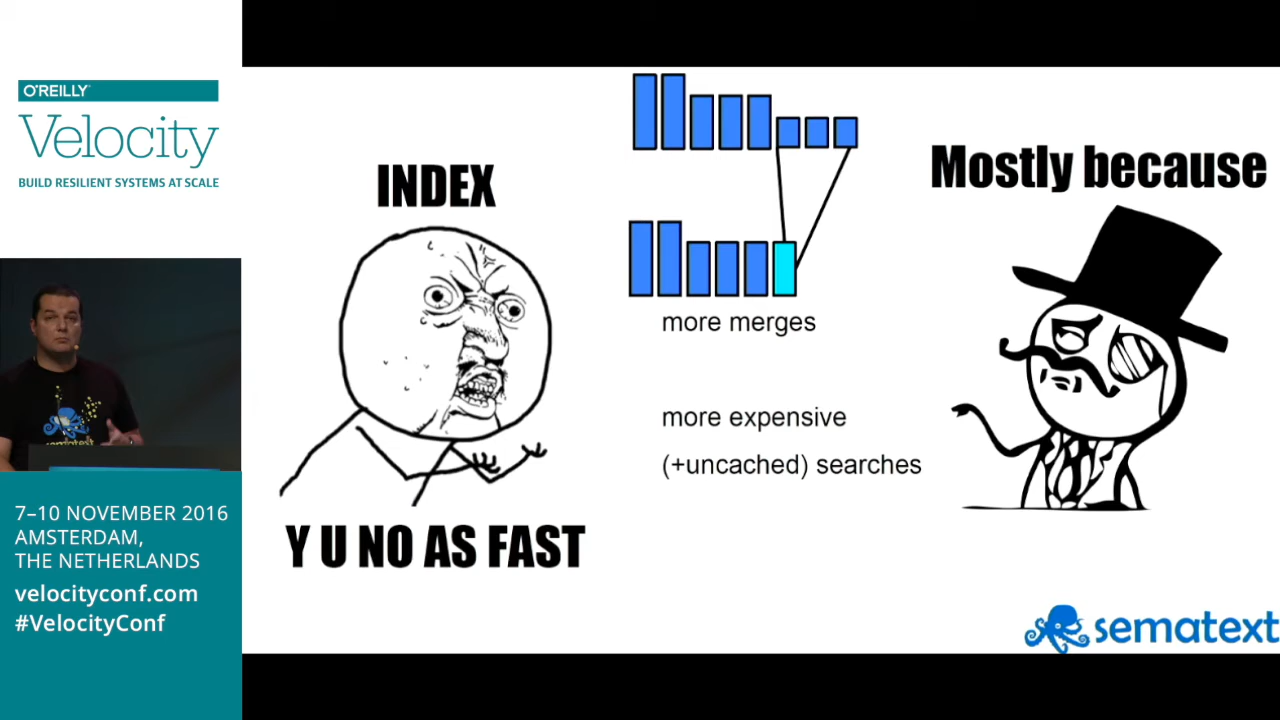 O'REILLY
Velocity
BUILD RESILIENT SYSTEMS AT SCALE
7–10 NOVEMBER 2016
AMSTERDAM,
THE NETHERLANDS
velocityconf.com
#VelocityConf
INDEX
Y U NO AS FAST
more merges
more expensive
(+uncached) searches
Mostly because
sematext
sematext